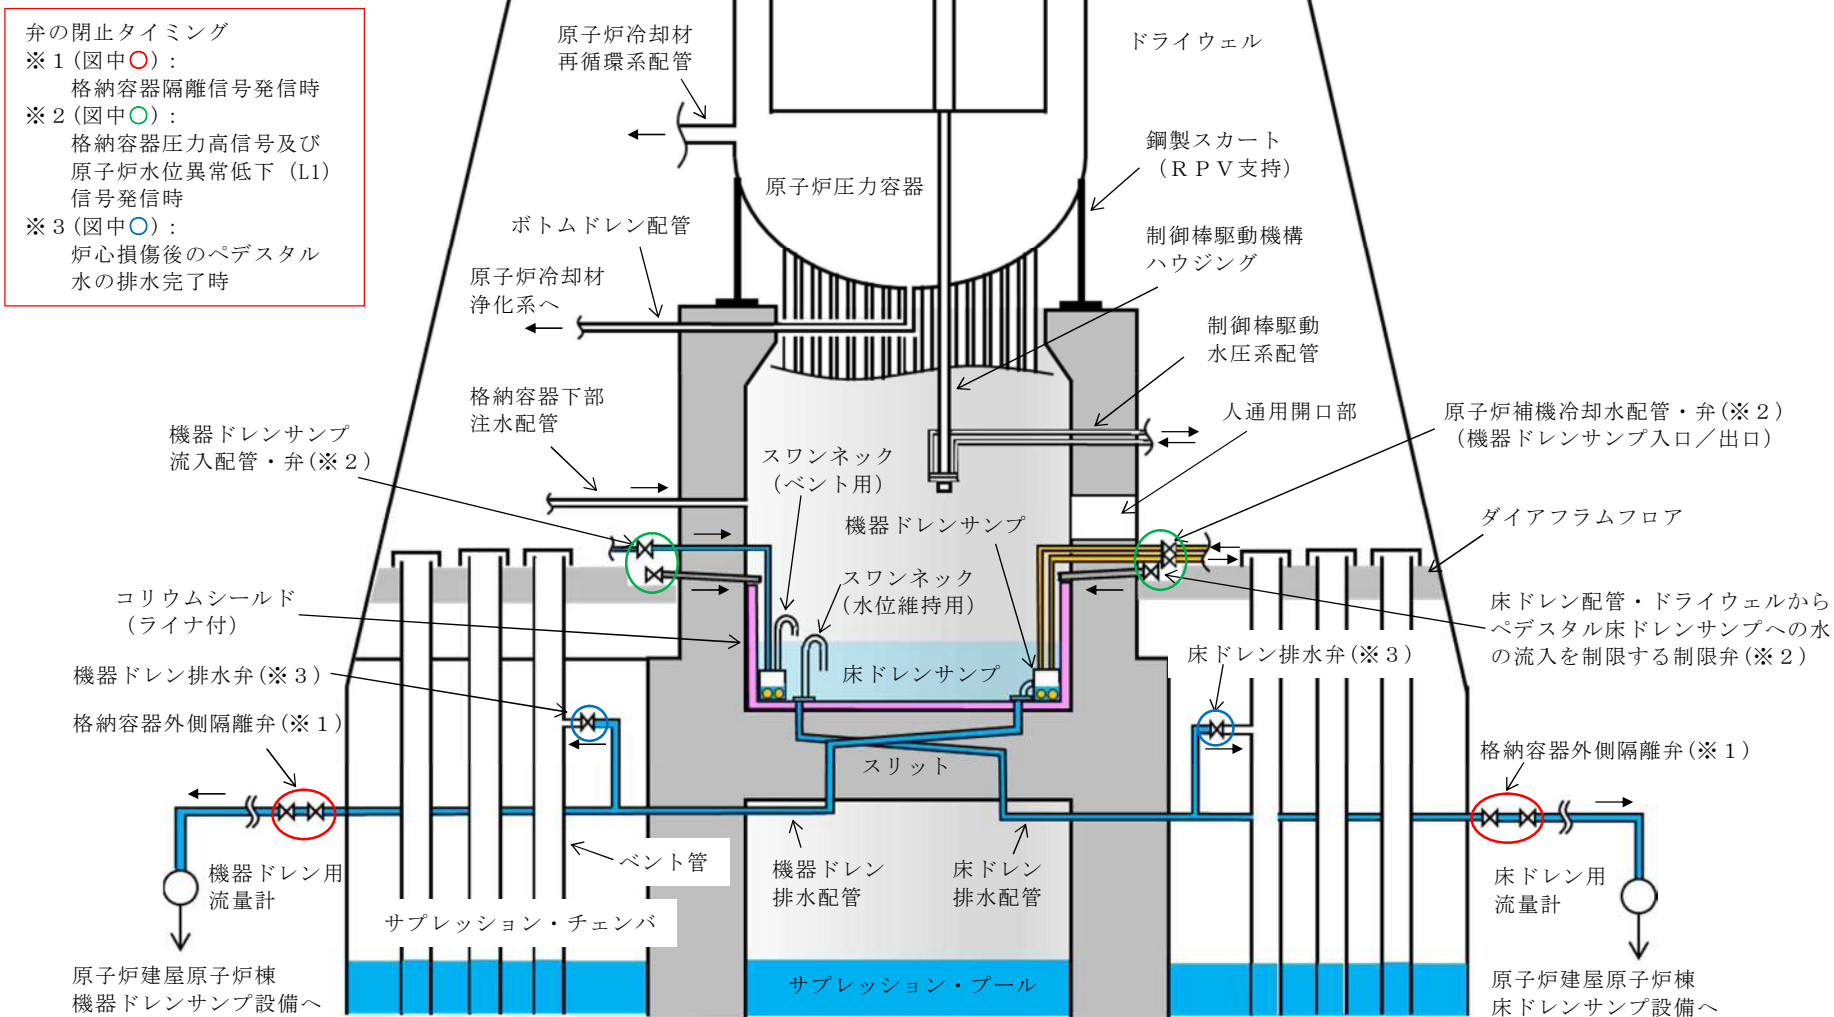 弁の閉止タイミング
※1(図中○):
格納容器隔離信号発信時
※2(図中○):
格納容器圧力高信号及び
原子炉水位異常低下(L1)
信号発信時
※3(図中○):
炉心損傷後のペデスタル
水の排水完了時
原子炉冷却材
再循環系配管
ドライウェル
鋼製スカート
(RPV支持)
原子炉圧力容器
ボトムドレン配管
制御棒駆動機構
ハウジング
原子炉冷却材
浄化系へ
制御棒駆動
水圧系配管
格納容器下部
注水配管
人通用開口部
原子炉補機冷却水配管・弁(※2)
(機器ドレンサンプ入口/出口)
機器ドレンサンプ
流入配管・弁(※2)
スワンネック
(ベント用)
機器ドレンサンプ
ダイアフラムフロア
スワンネック
(水位維持用)
コリウムシールド
(ライナ付)
床ドレン配管・ドライウェルから
ペデスタル床ドレンサンプへの水
の流入を制限する制限弁(※2)
床ドレンサンプ
床ドレン排水弁(※3)
機器ドレン排水弁(※3)
格納容器外側隔離弁(※1)
格納容器外側隔離弁(※1)
スリット
ベント管
機器ドレン
排水配管
床ドレン
排水配管
機器ドレン用
流量計
床ドレン用
流量計
サプレッション・チェンバ
サプレッション・プール
原子炉建屋原子炉棟
機器ドレンサンプ設備へ
原子炉建屋原子炉棟
床ドレンサンプ設備へ